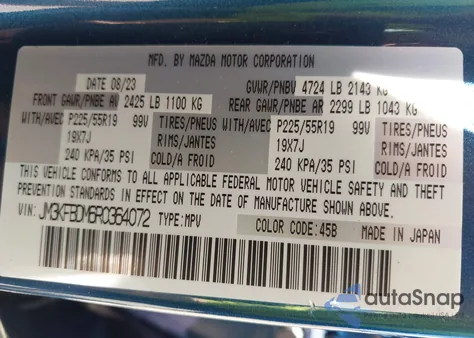 MFD. BY MAZDA MOTOR CORPORATION
DATE 08/23 GVWR/PNBV 4724 LB 2143 KG
FRONT GAWR/PNBE AV 2425 LB 1100 KG REAR GAWR/PNBE AR 2299 LB 1043 KG
WITH/AVEC P225/55R19 99V TIRES/PNEUS WITH/AVEC P225/55R19 99V TIRES/PNEUS
19X7J RIMS/JANTES 19X7J RIMS/JANTES
240 KPA/35 PSI COLD/A FROID 240 KPA/35 PSI COLD/A FROID
THIS VEHICLE CONFORMS TO ALL APPLICABLE FEDERAL MOTOR VEHICLE SAFETY AND THEFT
PREVENTION STANDARDS IN EFFECT ON THE DATE OF MANUFACTURE SHOWN ABOVE.
VIN: JM3KFBDM6R0364072 TYPE: MPV COLOR CODE: 45B MADE IN JAPAN
autoSnap